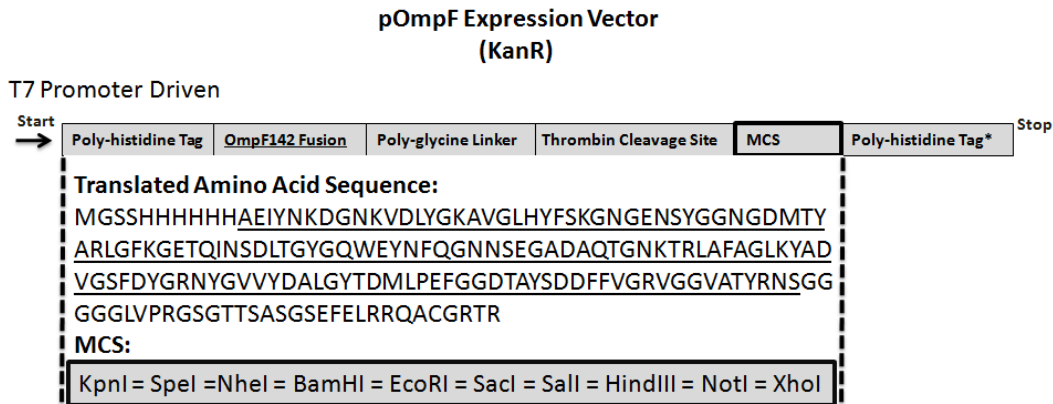 pOmpF Expression Vector
(KanR)
T7 Promoter Driven
Start
Poly-histidine Tag OmpF142 Fusion Poly-glycine Linker Thrombin Cleavage Site MCS Poly-histidine Tag* Stop
Translated Amino Acid Sequence:
MGSSHHHHHHAEIYNKDGNKVDLYGKAVGLHYFSKGNGENSYGGNGDMTY
ARLGFKGETQINSDLTGYGQWEYNFQGNNSEGADAQTGNKTRLAFAGLKYAD
VGSFDYGRNYGVVYDALGYTDMLPEFGGDTAYSDDFFVGRVGGVATYRNSGG
GGGLVPRGSGTTSASGSEFELRRQACGRTR
MCS:
KpnI = SpeI =NheI = BamHI = EcoRI = SacI = SalI = HindIII = NotI = XhoI